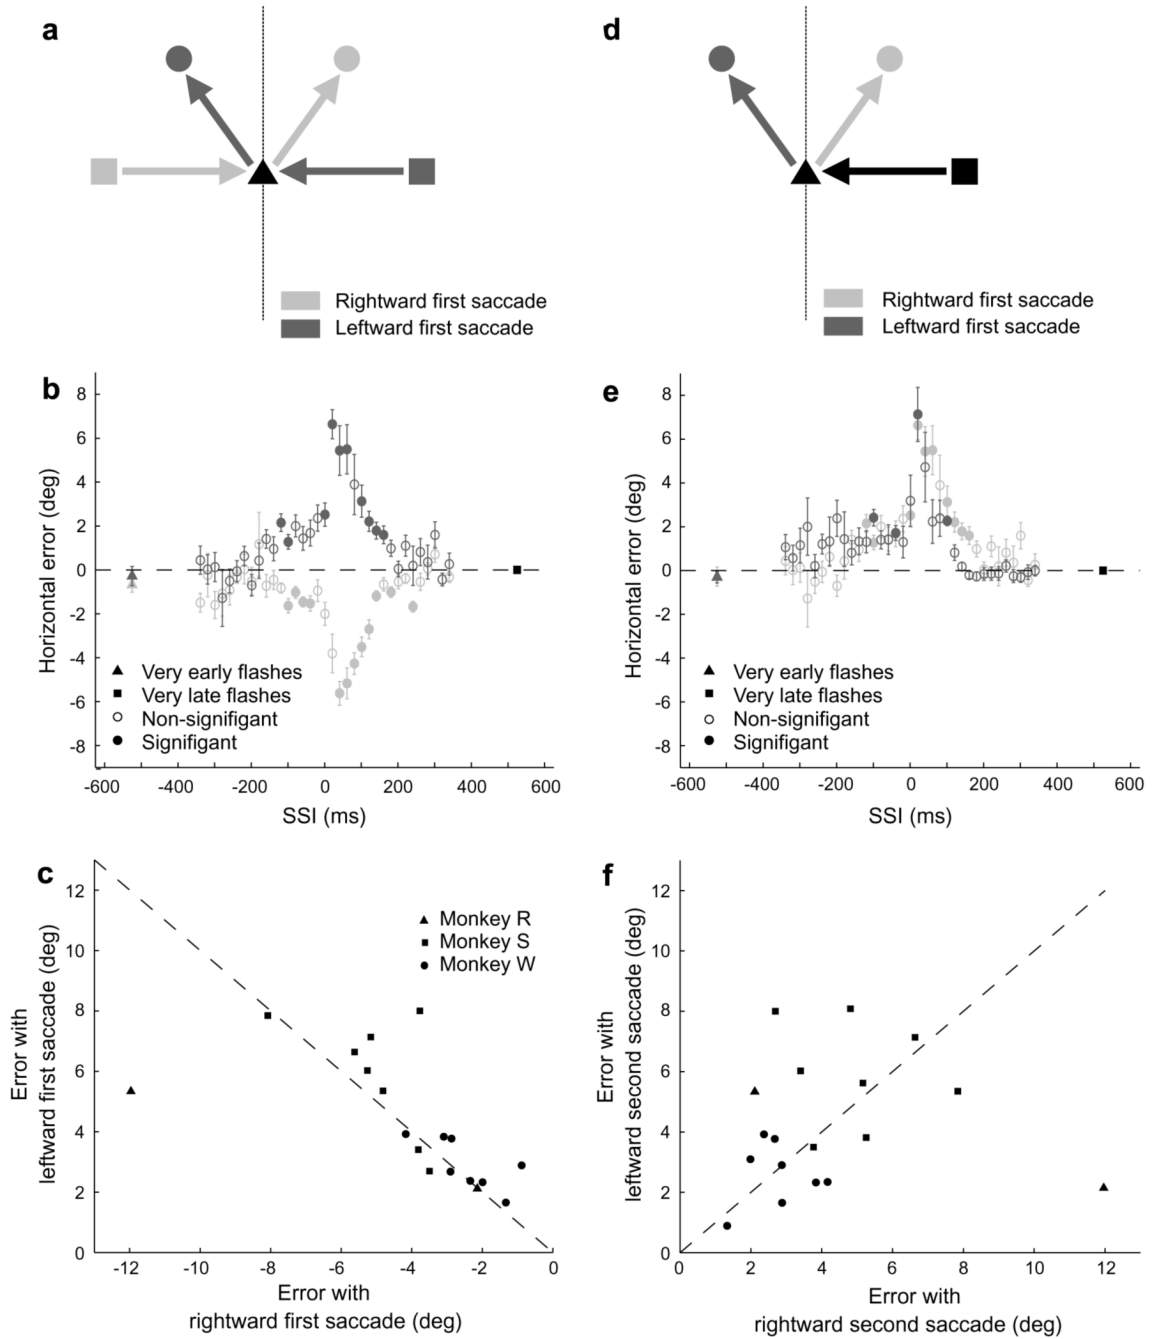 a
Rightward first saccade
Leftward first saccade
d
Rightward first saccade
Leftward first saccade
b
Horizontal error (deg)
8
6
4
2
0
-2
-4
-6
-8
Very early flashes
Very late flashes
Non-signifigant
Signifigant
-600 -400 -200 0 200 400 600
SSI (ms)
e
Horizontal error (deg)
8
6
4
2
0
-2
-4
-6
-8
Very early flashes
Very late flashes
Non-signifigant
Signifigant
-600 -400 -200 0 200 400 600
SSI (ms)
c
Error with
leftward first saccade (deg)
12
10
8
6
4
2
0
Monkey R
Monkey S
Monkey W
-12 -10 -8 -6 -4 -2 0
Error with
rightward first saccade (deg)
f
Error with
leftward second saccade (deg)
12
10
8
6
4
2
0
0 2 4 6 8 10 12
Error with
rightward second saccade (deg)